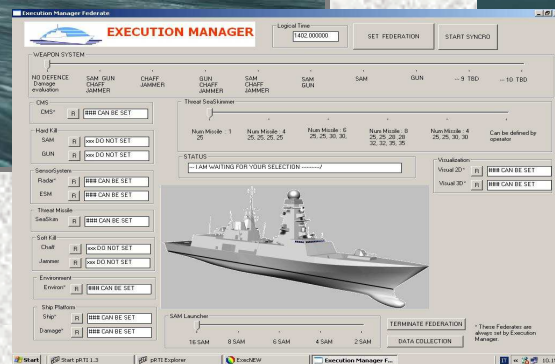 Execution Manager Federate
EXECUTION MANAGER
Logical Time
1402.000000
SET FEDERATION
START SYNCRO
WEAPON SYSTEM
NO DEFENCE
Damage
evaluation
SAM GUN
CHAFF
JAMMER
CHAFF
JAMMER
GUN
CHAFF
JAMMER
SAM
CHAFF
JAMMER
SAM
GUN
SAM
GUN
-- 9 TBD
-- 10 TBD
CMS
CMS*
R
### CAN BE SET
Threat SeaSkimmer
Num Missile : 1
25
Num Missile : 4
25, 25, 25, 25
Num Missile : 6
25, 25, 30, 30,
Num Missile : 8
25, 25, 28, 28
32, 32, 35, 35
Num Missile : 4
25, 25, 30, 30
Can be defined by
operator
Hard Kill
SAM
R
xxx DO NOT SET
GUN
R
xxx DO NOT SET
STATUS
-- I AM WAITING FOR YOUR SELECTION --------/
Visualization
Visual 2D*
R
### CAN BE SET
Visual 3D*
R
### CAN BE SET
SensorSystem
Radar*
R
### CAN BE SET
ESM
R
### CAN BE SET
Threat Missile
SeaSkim
R
### CAN BE SET
Soft Kill
Chaff
R
xxx DO NOT SET
Jammer
R
xxx DO NOT SET
Environment
Environ*
R
### CAN BE SET
Ship Platform
Ship*
R
### CAN BE SET
Damage*
R
### CAN BE SET
SAM Launcher
16 SAM
8 SAM
6 SAM
4 SAM
2 SAM
TERMINATE FEDERATION
DATA COLLECTION
* These Federates are
always set by Execution
Manager
Start
Start pRTI 1.3
pRTI Explorer
ExecNEW
Execution Manager F...
10.15